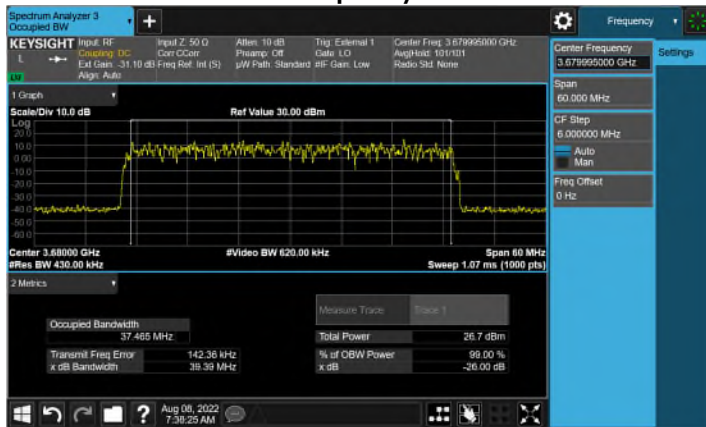 Spectrum Analyzer 3
Occupied BW
Frequency
KEYSIGHT
L
LXI
Input: RF
Coupling: DC
Ext Gain: -31.10 dB
Align: Auto
Input Z: 50 Ω
Corr CCorr
Freq Ref: Int (S)
Atten: 10 dB
Preamp: Off
µW Path: Standard
Trig: External 1
Gate: LO
#IF Gain: Low
Center Freq: 3.679995000 GHz
Avg|Hold: 101/101
Radio Std: None
Center Frequency
3.679995000 GHz
Settings
Span
60.000 MHz
CF Step
6.000000 MHz
Auto
Man
Freq Offset
0 Hz
1 Graph
Scale/Div 10.0 dB
Ref Value 30.00 dBm
Log
20.0
10.0
0.00
-10.0
-20.0
-30.0
-40.0
-50.0
-60.0
Center 3.68000 GHz
#Video BW 620.00 kHz
Span 60 MHz
#Res BW 430.00 kHz
Sweep 1.07 ms (1000 pts)
2 Metrics
Measure Trace
Trace 1
Occupied Bandwidth
37.465 MHz
Total Power
26.7 dBm
Transmit Freq Error
142.36 kHz
% of OBW Power
99.00 %
x dB Bandwidth
39.39 MHz
x dB
-26.00 dB
Aug 08, 2022
7:38:25 AM